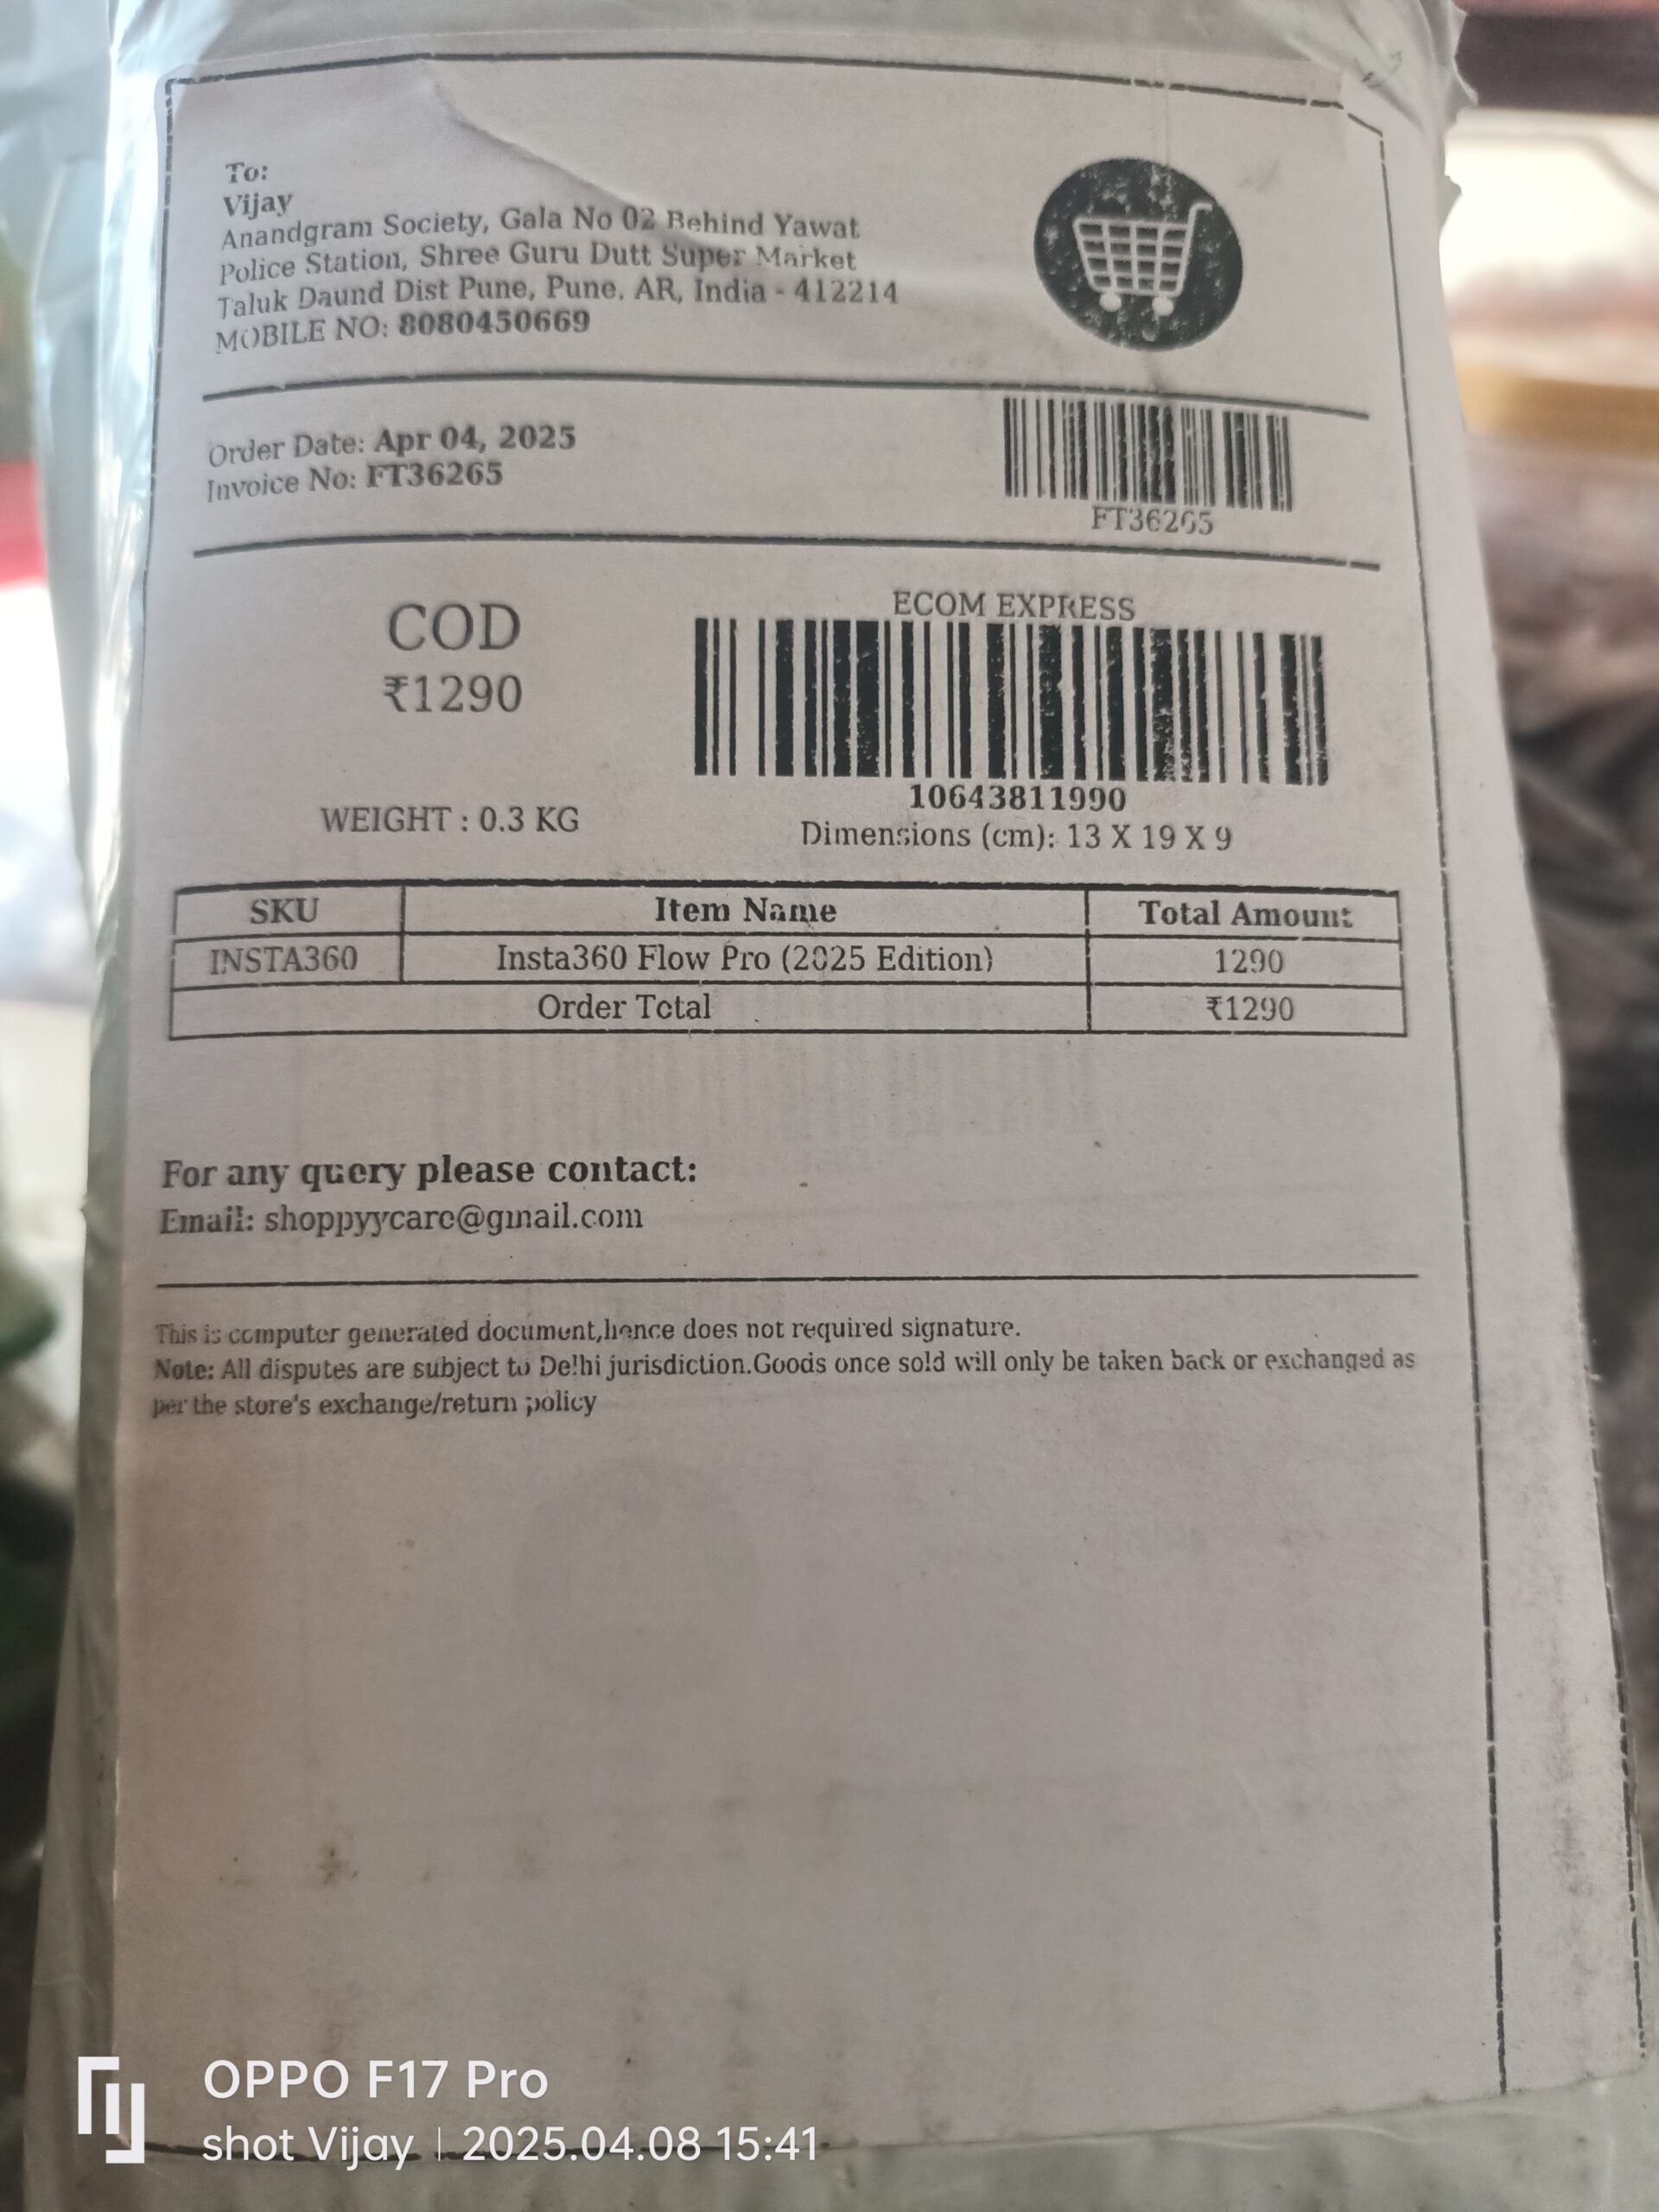 To:
Vijay
Anandgram Society, Gala No 02 Behind Yawat
Police Station, Shree Guru Dutt Super Market
Taluk Daund Dist Pune, Pune, AR, India - 412214
MOBILE NO: 8080450669
Order Date: Apr 04, 2025
Invoice No: FT36265
FT36265
COD
₹1290
ECOM EXPRESS
10643811990
WEIGHT : 0.3 KG
Dimensions (cm): 13 X 19 X 9
SKU Item Name Total Amount
INSTA360 Insta360 Flow Pro (2025 Edition) 1290
Order Total ₹1290
For any query please contact:
Email: shoppyycare@gmail.com
This is computer generated document,hence does not required signature.
Note: All disputes are subject to Delhi jurisdiction.Goods once sold will only be taken back or exchanged as
per the store's exchange/return policy
OPPO F17 Pro
shot Vijay | 2025.04.08 15:41